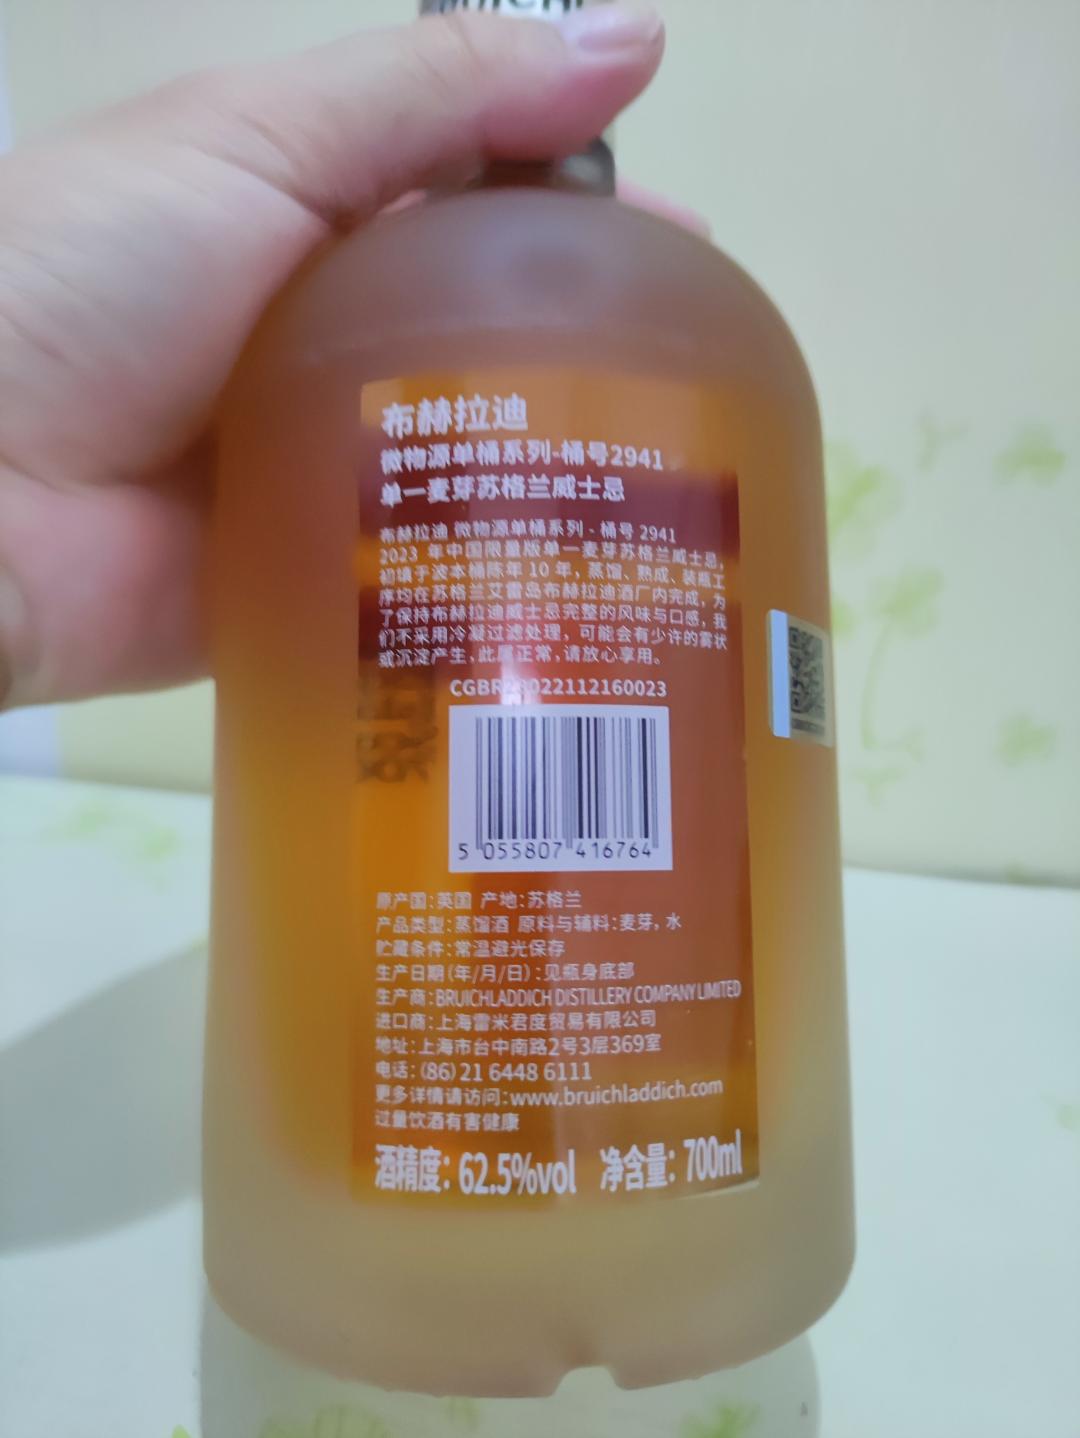 布赫拉迪
微物源单桶系列-桶号2941
单一麦芽苏格兰威士忌
布赫拉迪 微物源单桶系列 - 桶号 2941
2023 年中国限量版单一麦芽苏格兰威士忌,
初填于波本桶陈年 10 年, 蒸馏、熟成、装瓶工
序均在苏格兰艾雷岛布赫拉迪酒厂内完成, 为
了保持布赫拉迪威士忌完整的风味与口感, 我
们不采用冷凝过滤处理, 可能会有少许的雾状
或沉淀产生, 此属正常, 请放心享用。
5 055807 416764
原产国:英国 产地:苏格兰
产品类型:蒸馏酒 原料与辅料:麦芽, 水
贮藏条件:常温避光保存
生产日期(年/月/日):见瓶身底部
生产商:BRUICHLADDICH DISTILLERY COMPANY LIMITED
进口商:上海雷米君度贸易有限公司
地址:上海市台中南路2号3层369室
电话:(86) 21 6448 6111
更多详情请访问:www.bruichladdich.com
过量饮酒有害健康
酒精度: 62.5%vol 净含量: 700ml